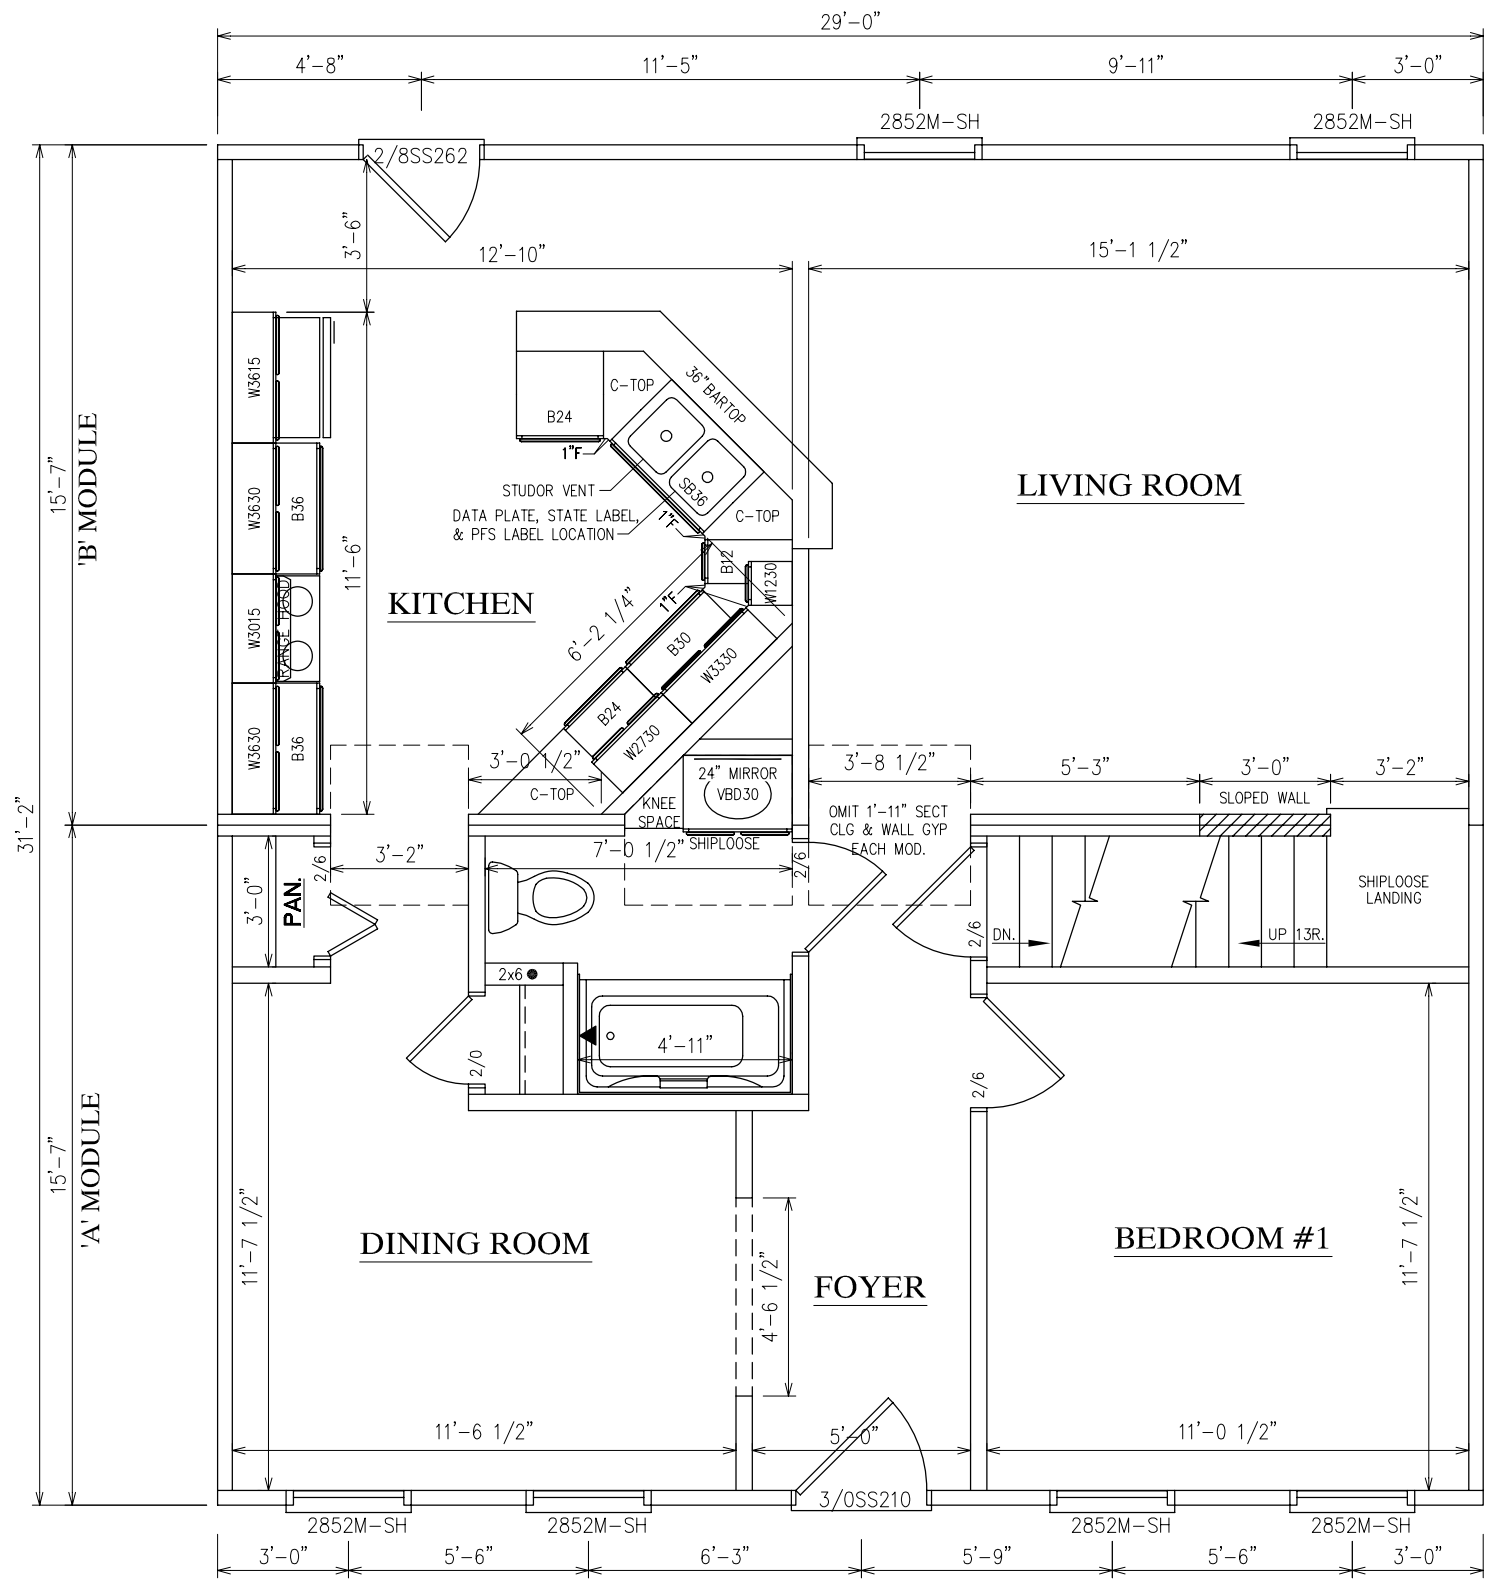 29'-0"
4'-8"
11'-5"
9'-11"
3'-0"
2852M-SH
2852M-SH
2/8SS262
3'-6"
12'-10"
15'-1 1/2"
W3615
B24
C-TOP
36"BARTOP
1"F
STUDOR VENT
SB36
DATA PLATE, STATE LABEL,
& PFS LABEL LOCATION
1"F
C-TOP
LIVING ROOM
15'-7"
'B' MODULE
W3630
B36
11'-6"
KITCHEN
B12
W1230
1"F
6'-2 1/4"
W3015
RANGE HOOD
B30
W3330
B24
W2730
W3630
B36
3'-0 1/2"
C-TOP
24" MIRROR
VBD30
KNEE
SPACE
SHIPLOOSE
3'-8 1/2"
OMIT 1'-11" SECT
CLG & WALL GYP
EACH MOD.
5'-3"
3'-0"
3'-2"
SLOPED WALL
31'-2"
3'-2"
7'-0 1/2"
2/6
2/6
3'-0"
PAN.
SHIPLOOSE
LANDING
2/6
DN.
UP 13R.
2x6
4'-11"
2/0
2/6
15'-7"
'A' MODULE
11'-7 1/2"
DINING ROOM
4'-6 1/2"
FOYER
BEDROOM #1
11'-7 1/2"
11'-6 1/2"
5'-0"
11'-0 1/2"
3/0SS210
2852M-SH
2852M-SH
2852M-SH
2852M-SH
3'-0"
5'-6"
6'-3"
5'-9"
5'-6"
3'-0"